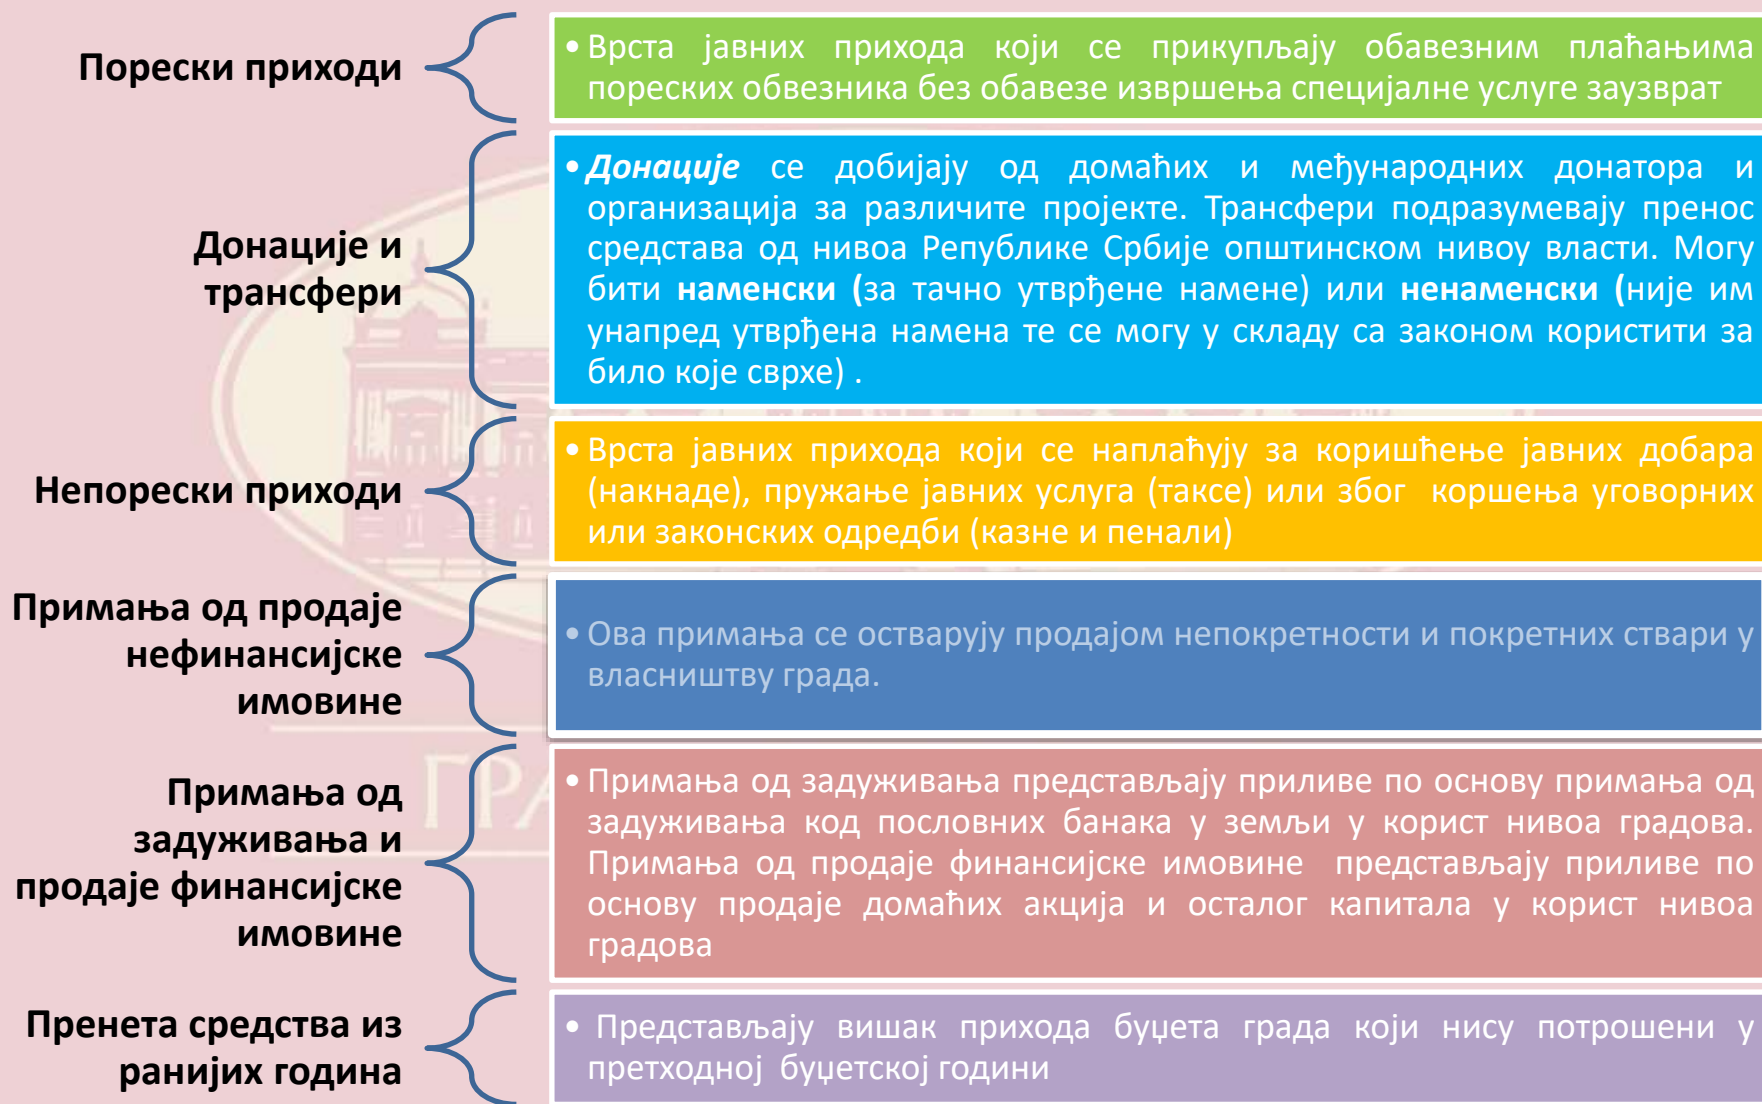 Порески приходи
• Врста јавних прихода који се прикупљају обавезним плаћањима
пореских обвезника без обавезе извршења специјалне услуге заузврат
Донације и
трансфери
• Донације се добијају од домаћих и међународних донатора и
организација за различите пројекте. Трансфери подразумевају пренос
средстава од нивоа Републике Србије општинском нивоу власти. Могу
бити наменски (за тачно утврђене намене) или ненаменски (није им
унапред утврђена намена те се могу у складу са законом користити за
било које сврхе) .
Непорески приходи
• Врста јавних прихода који се наплаћују за коришћење јавних добара
(накнаде), пружање јавних услуга (таксе) или због коршења уговорних
или законских одредби (казне и пенали)
Примања од продаје
нефинансијске
имовине
• Ова примања се остварују продајом непокретности и покретних ствари у
власништву града.
Примања од
задуживања и
продаје финансијске
имовине
• Примања од задуживања представљају приливе по основу примања од
задуживања код пословних банака у земљи у корист нивоа градова.
Примања од продаје финансијске имовине представљају приливе по
основу продаје домаћих акција и осталог капитала у корист нивоа
градова
Пренета средства из
ранијих година
• Представљају вишак прихода буџета града који нису потрошени у
претходној буџетској години